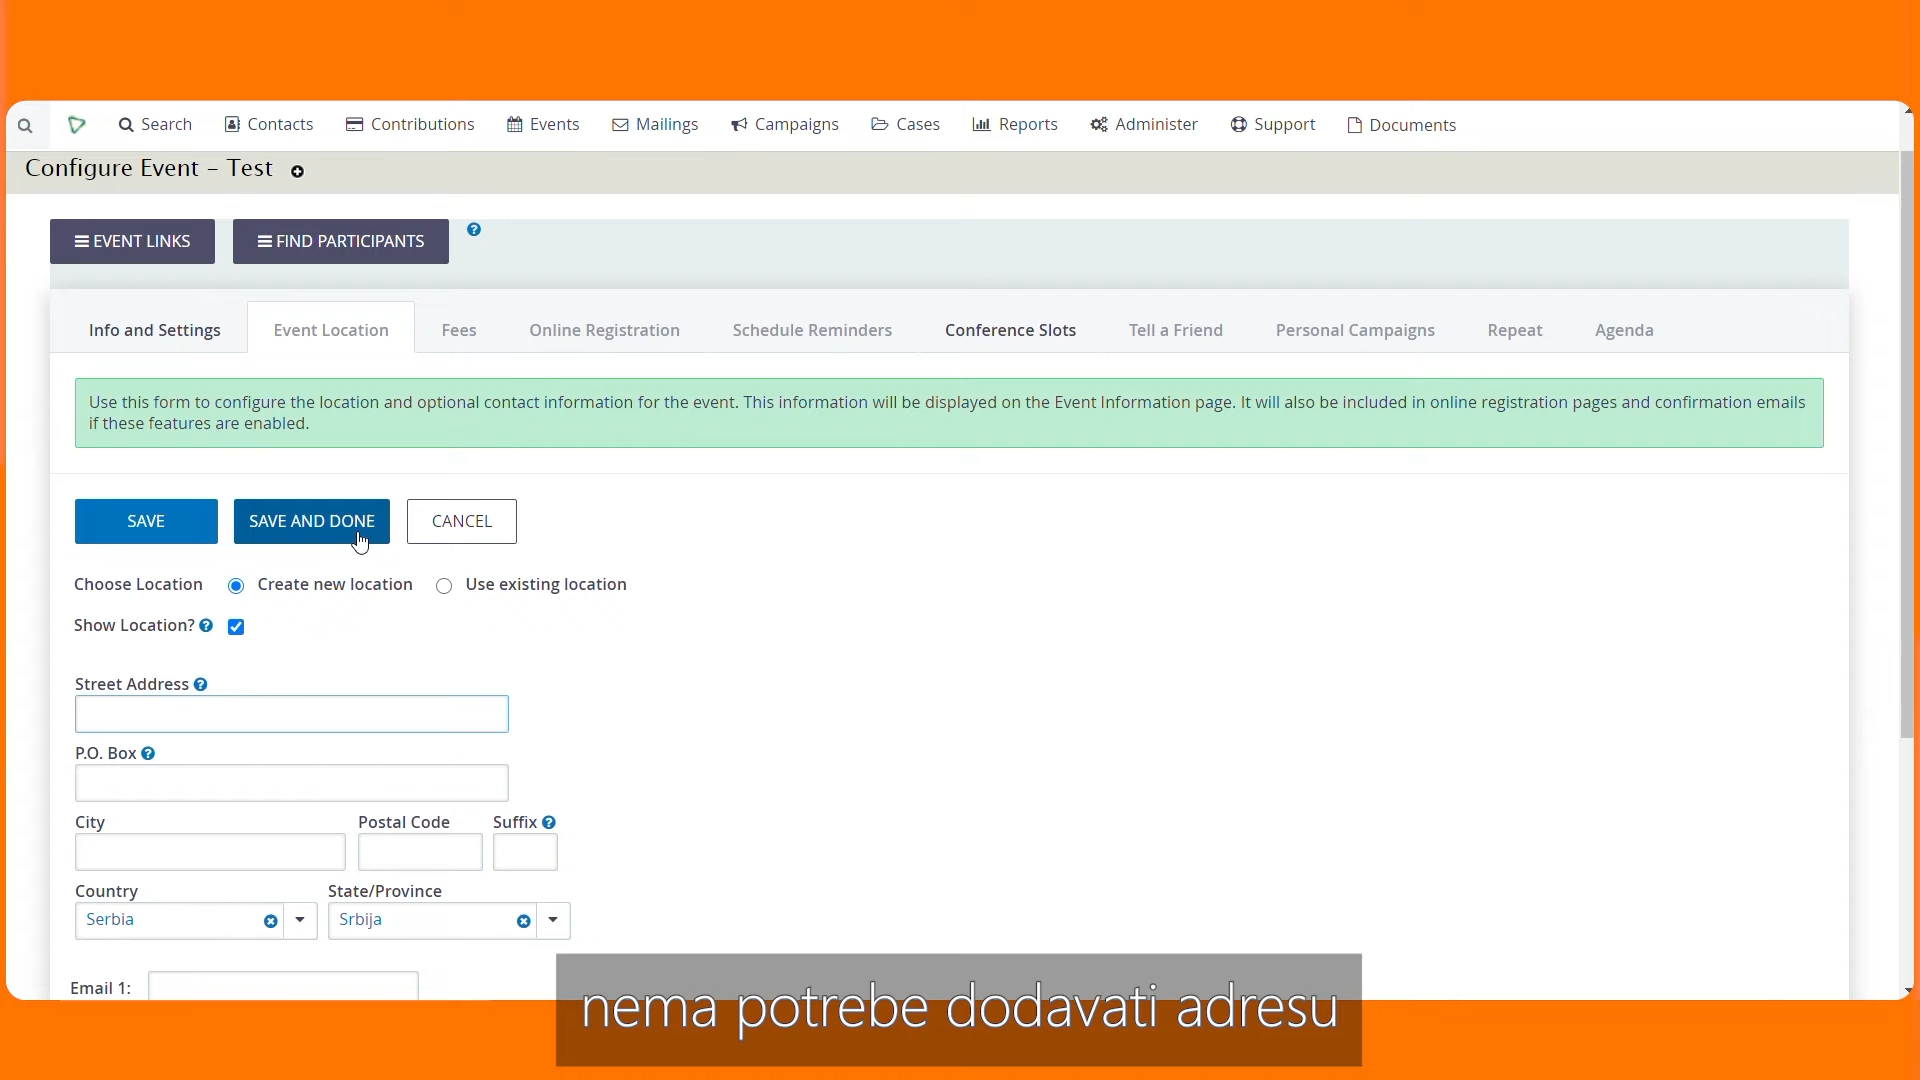 Search Contacts Contributions Events Mailings Campaigns Cases Reports Administer Support Documents
Configure Event – Test
EVENT LINKS FIND PARTICIPANTS
Info and Settings Event Location Fees Online Registration Schedule Reminders Conference Slots Tell a Friend Personal Campaigns Repeat Agenda
Use this form to configure the location and optional contact information for the event. This information will be displayed on the Event Information page. It will also be included in online registration pages and confirmation emails
if these features are enabled.
SAVE SAVE AND DONE CANCEL
Choose Location Create new location Use existing location
Show Location?
Street Address
P.O. Box
City Postal Code Suffix
Country State/Province
Serbia Srbija
Email 1:
nema potrebe dodavati adresu